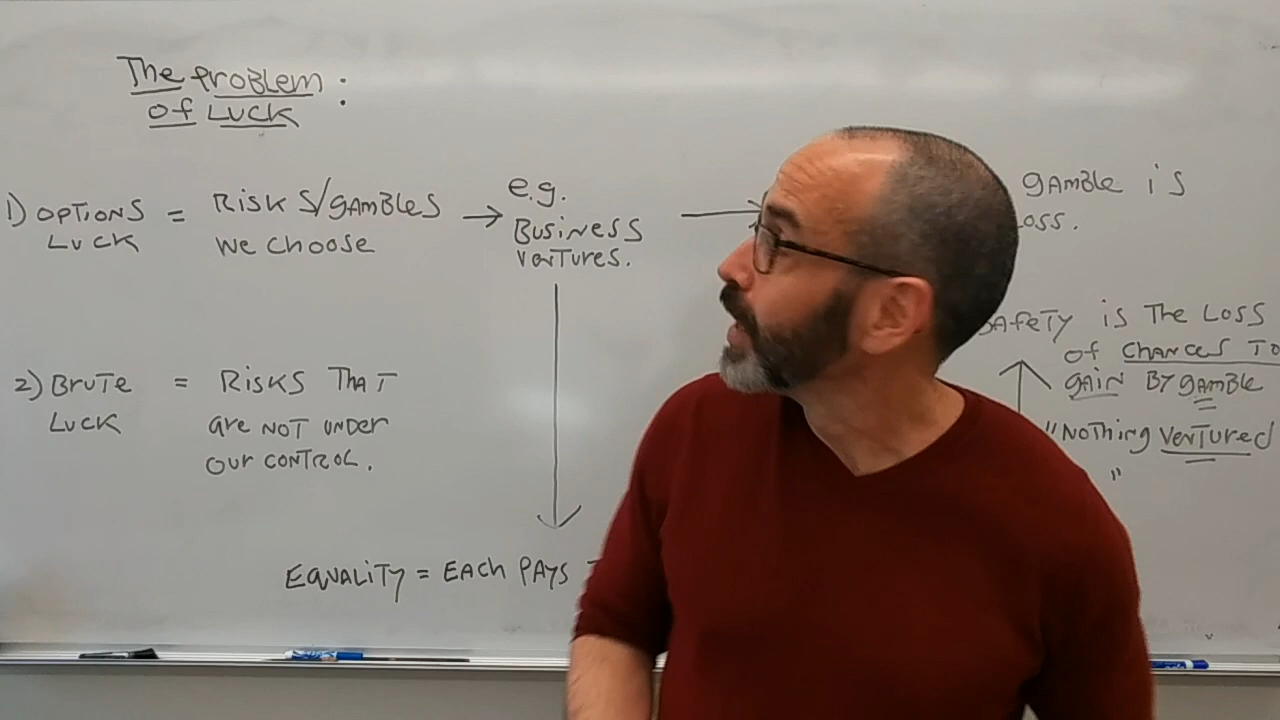 The problem :
of Luck
1) OPTIONS = RISKS/gAMBLES → e.g. → gAMBLE iS
LUCK we CHOOSE BUSiNeSS
VeNTUReS.
SAfeTY is The Loss
of CHANCES TO
gAiN BY gAMBLe
"NoThiNg VeNTUReD
"
2) BRUTe = RiSKS THAT
LUCK are NOT UNDeR
OUR CONTROL.
EQUALiTY = EACH PAYS